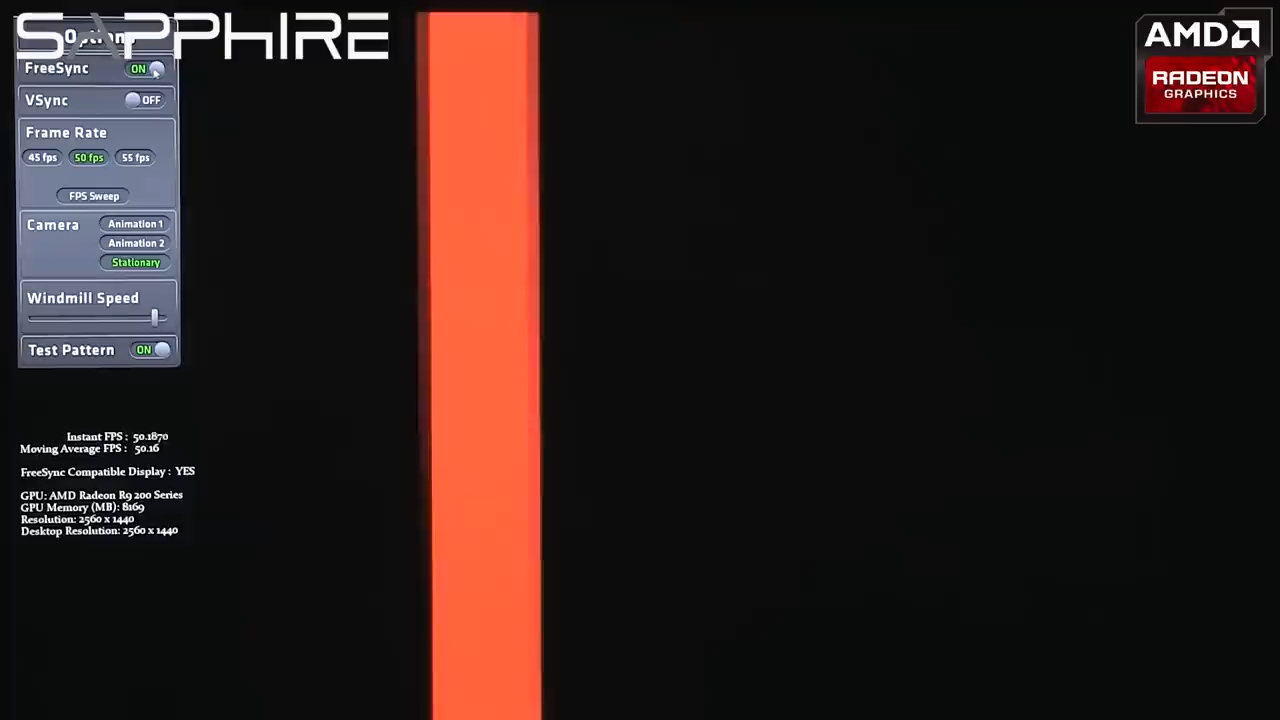 SAPPHIRE
Options
FreeSync ON
VSync OFF
Frame Rate
45 fps 50 fps 55 fps
FPS Sweep
Camera Animation 1
Animation 2
Stationary
Windmill Speed
Test Pattern ON
Instant FPS : 50.1870
Moving Average FPS : 50.16
FreeSync Compatible Display : YES
GPU: AMD Radeon R9 200 Series
GPU Memory (MB): 8169
Resolution: 2560 x 1440
Desktop Resolution: 2560 x 1440
AMD
RADEON
GRAPHICS